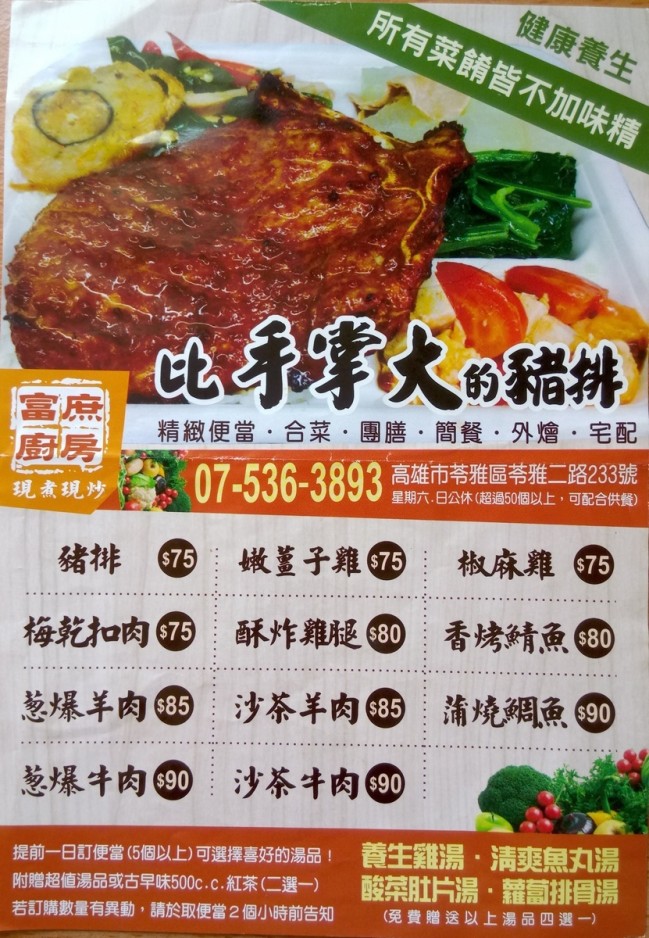 健康養生
所有菜餚皆不加味精
比手掌大的豬排
富庶
廚房
現煮現炒
精緻便當・合菜・團膳・簡餐・外燴・宅配
07-536-3893
高雄市苓雅區苓雅二路233號
星期六.日公休(超過50個以上，可配合供餐)
豬排 $75
嫩薑子雞 $75
椒麻雞 $75
梅乾扣肉 $75
酥炸雞腿 $80
香烤鯖魚 $80
葱爆羊肉 $85
沙茶羊肉 $85
蒲燒鯛魚 $90
葱爆牛肉 $90
沙茶牛肉 $90
提前一日訂便當(5個以上)可選擇喜好的湯品！
附贈超值湯品或古早味500c.c.紅茶(二選一)
若訂購數量有異動，請於取便當2個小時前告知
養生雞湯・清爽魚丸湯
酸菜肚片湯・蘿蔔排骨湯
(免費贈送以上湯品四選一)